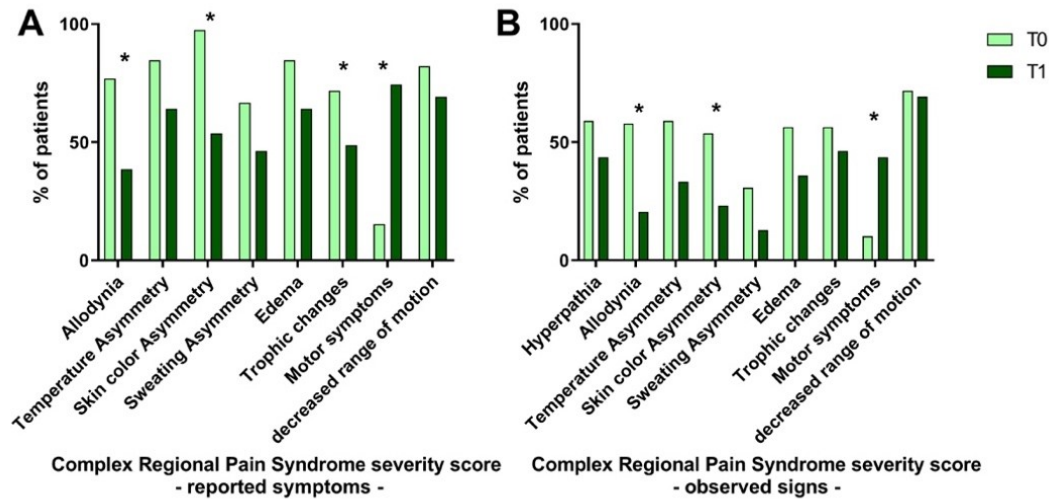 A
100
50
0
% of patients
*
*
*
*
Allodynia
Temperature Asymmetry
Skin color Asymmetry
Sweating Asymmetry
Edema
Trophic changes
Motor symptoms
decreased range of motion
Complex Regional Pain Syndrome severity score
- reported symptoms -
B
100
50
0
% of patients
*
*
*
Hyperpathia
Allodynia
Temperature Asymmetry
Skin color Asymmetry
Sweating Asymmetry
Edema
Trophic changes
Motor symptoms
decreased range of motion
Complex Regional Pain Syndrome severity score
- observed signs -
T0
T1